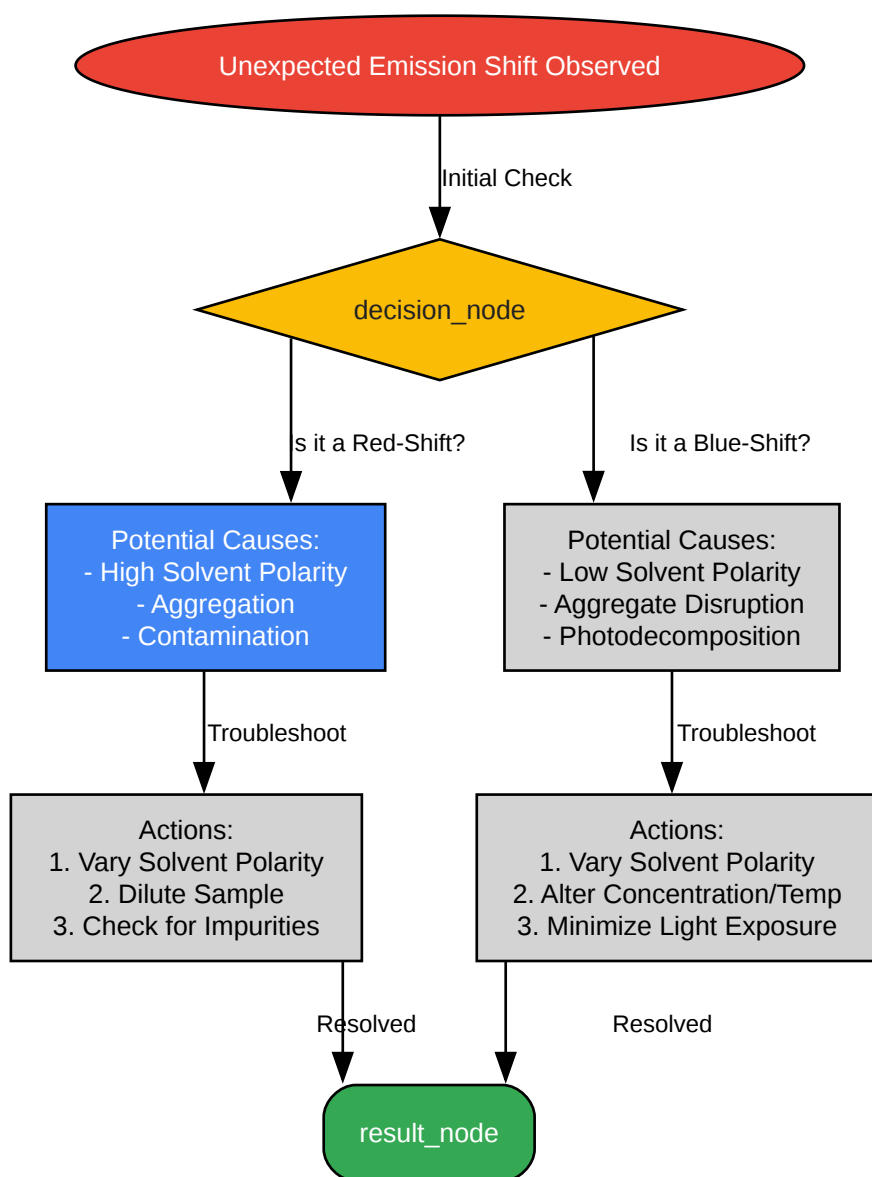 Unexpected Emission Shift Observed
Initial Check
decision_node
Is it a Red-Shift?
Is it a Blue-Shift?
Potential Causes:
- High Solvent Polarity
- Aggregation
- Contamination
Potential Causes:
- Low Solvent Polarity
- Aggregate Disruption
- Photodecomposition
Troubleshoot
Troubleshoot
Actions:
1. Vary Solvent Polarity
2. Dilute Sample
3. Check for Impurities
Actions:
1. Vary Solvent Polarity
2. Alter Concentration/Temp
3. Minimize Light Exposure
Resolved
Resolved
result_node